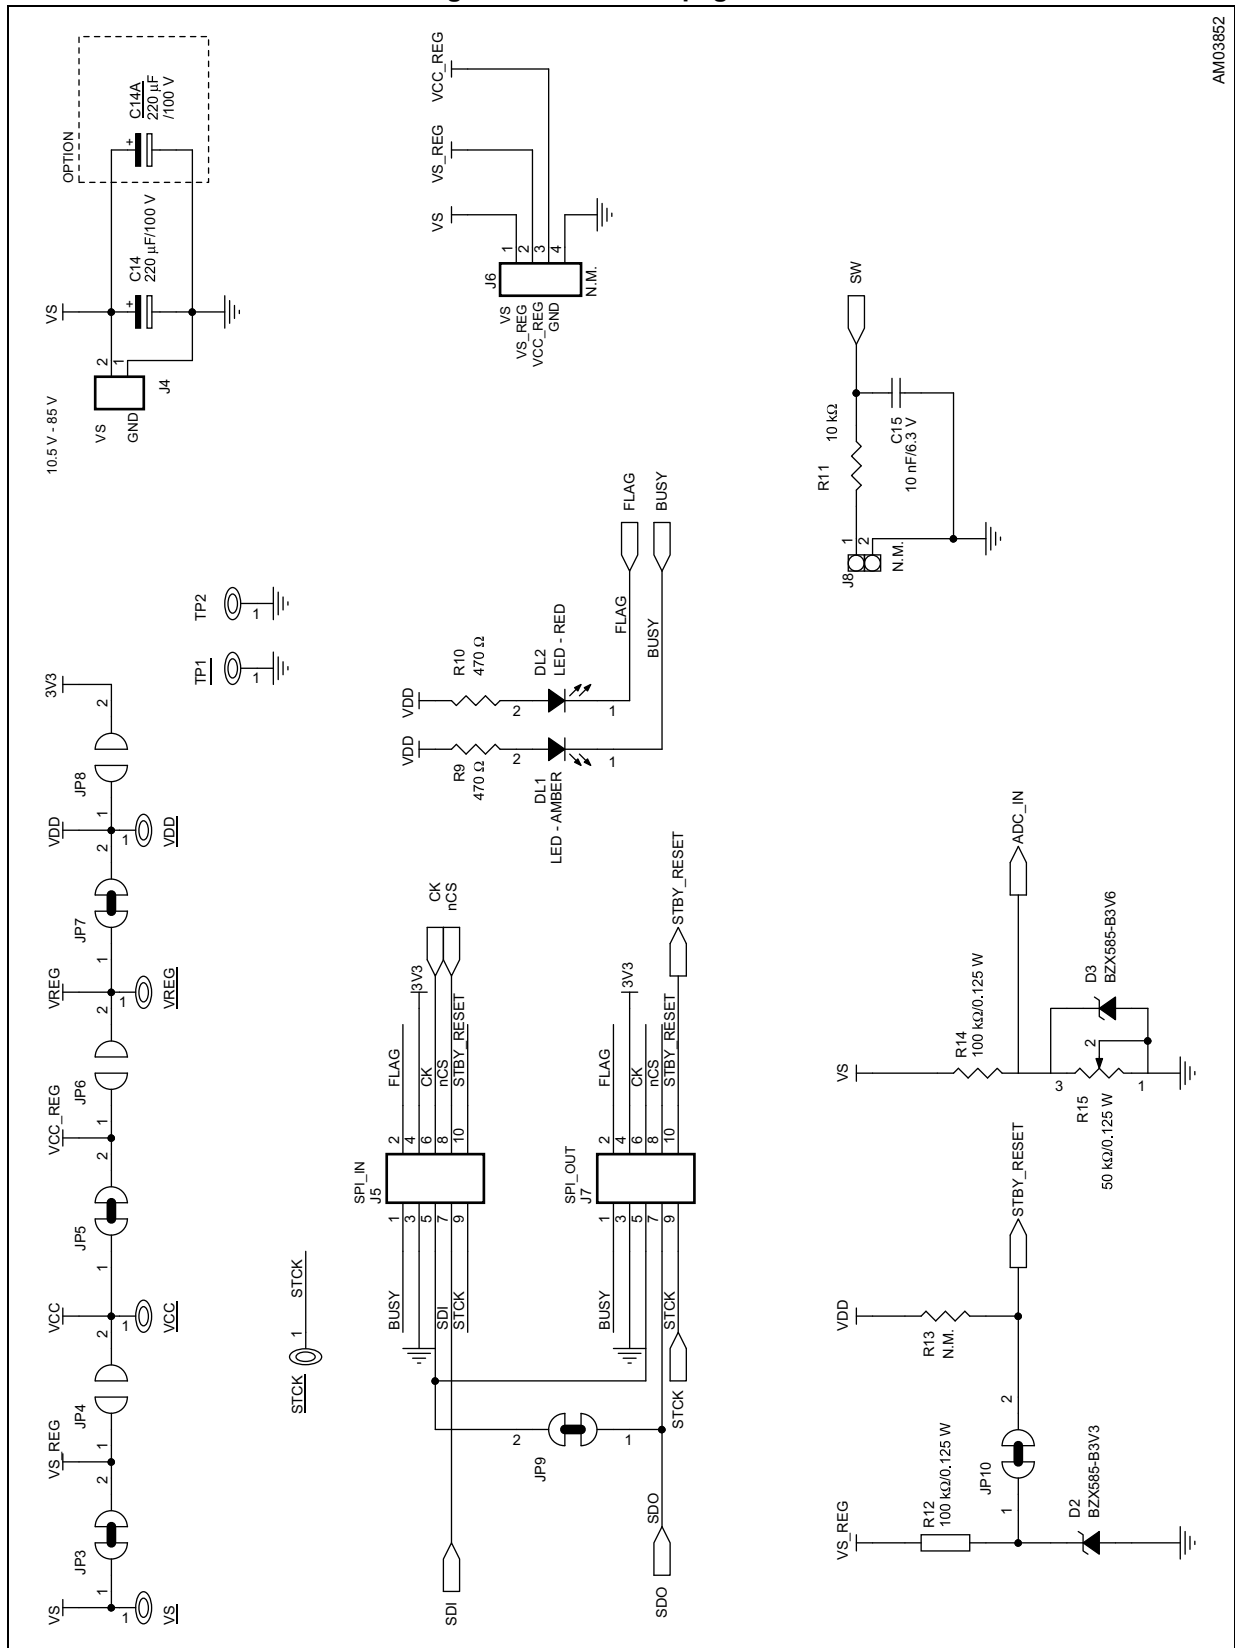 AM03852
10.5 V - 85 V
VS
GND
J4
2
1
VS
C14
220 µF/100 V
+
OPTION
C14A
220 µF
/100 V
+
J6
VS
VS_REG
VCC_REG
GND
N.M.
1
2
3
4
VS
VS_REG
VCC_REG
VS
1
1
VS
JP3
2
VS_REG
1
JP4
2
VCC
1
VCC
1
JP5
2
VCC_REG
1
JP6
2
VREG
1
VREG
1
JP7
2
VDD
1
VDD
1
JP8
2
3V3
TP1
1
TP2
1
STCK
1
STCK
SPI_IN
J5
BUSY
SDI
STCK
1
3
5
7
9
2
4
6
8
10
FLAG
3V3
CK
nCS
STBY_RESET
CK
nCS
SDI
SPI_OUT
J7
BUSY
STCK
1
3
5
7
9
2
4
6
8
10
FLAG
3V3
CK
nCS
STBY_RESET
STBY_RESET
STCK
2
JP9
1
SDO
SDO
VDD
R9
470 Ω
2
DL1
LED - AMBER
1
VDD
R10
470 Ω
2
DL2
LED - RED
1
FLAG
FLAG
BUSY
BUSY
J8
1
2
N.M.
R11
10 kΩ
C15
10 nF/6.3 V
SW
VS_REG
R12
100 kΩ/0.125 W
1
JP10
2
D2
BZX585-B3V3
VDD
R13
N.M.
STBY_RESET
VS
R14
100 kΩ/0.125 W
ADC_IN
3
2
1
R15
50 kΩ/0.125 W
D3
BZX585-B3V6